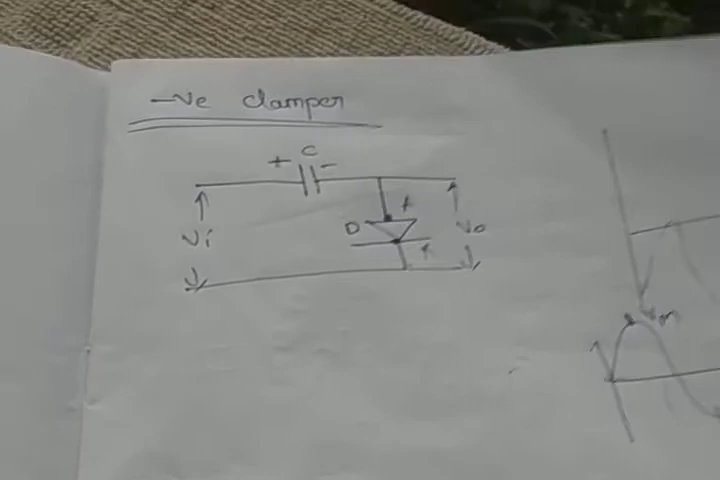 -Ve clamper
+ C -
D +
Vi
Vo
Vm